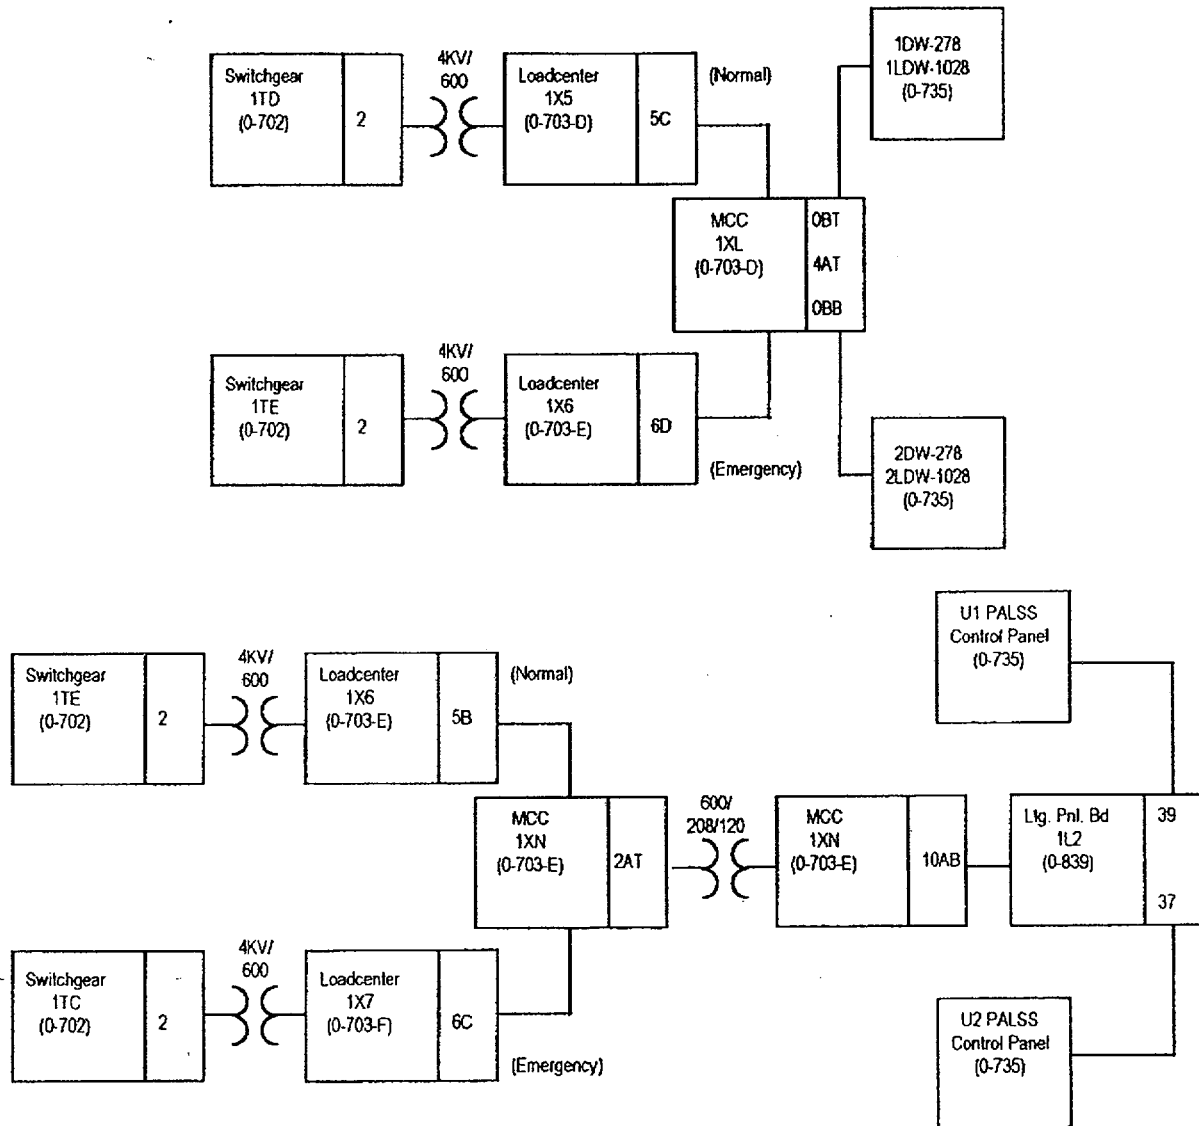 Switchgear
1TD
(0-702)
2
4KV/
600
Loadcenter
1X5
(0-703-D)
5C
(Normal)
1DW-278
1LDW-1028
(0-735)
MCC
1XL
(0-703-D)
0BT
4AT
0BB
Switchgear
1TE
(0-702)
2
4KV/
600
Loadcenter
1X6
(0-703-E)
6D
(Emergency)
2DW-278
2LDW-1028
(0-735)
U1 PALSS
Control Panel
(0-735)
Switchgear
1TE
(0-702)
2
4KV/
600
Loadcenter
1X6
(0-703-E)
5B
(Normal)
MCC
1XN
(0-703-E)
2AT
600/
208/120
MCC
1XN
(0-703-E)
10AB
Ltg. Pnl. Bd
1L2
(0-839)
39
37
Switchgear
1TC
(0-702)
2
4KV/
600
Loadcenter
1X7
(0-703-F)
6C
(Emergency)
U2 PALSS
Control Panel
(0-735)